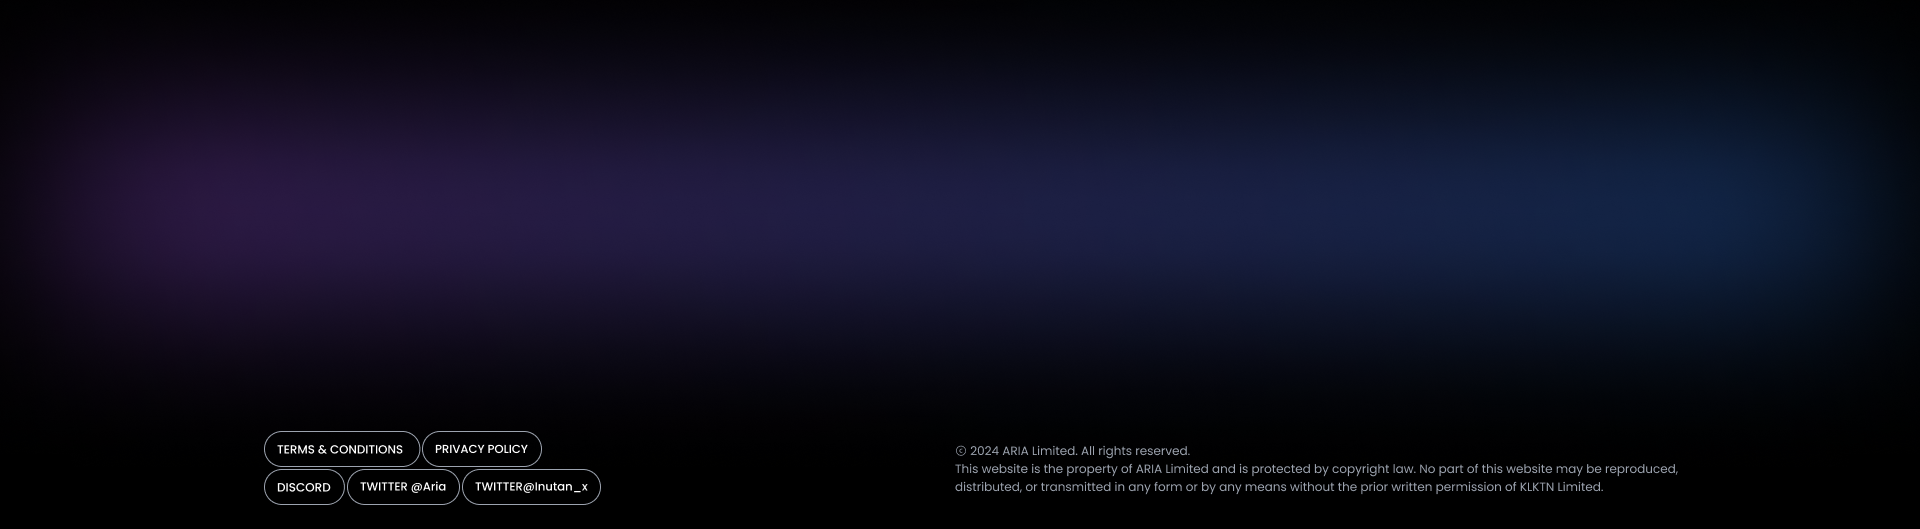 TERMS & CONDITIONS PRIVACY POLICY
DISCORD TWITTER @Aria TWITTER@Inutan_x
© 2024 ARIA Limited. All rights reserved.
This website is the property of ARIA Limited and is protected by copyright law. No part of this website may be reproduced,
distributed, or transmitted in any form or by any means without the prior written permission of KLKTN Limited.